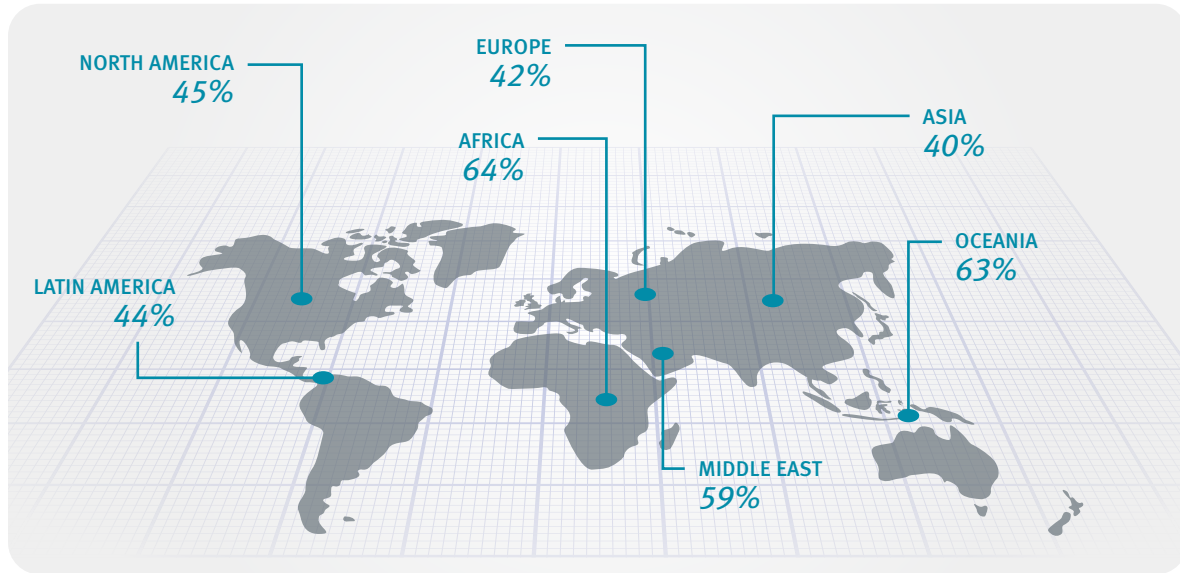 NORTH AMERICA
45%
EUROPE
42%
AFRICA
64%
ASIA
40%
OCEANIA
63%
LATIN AMERICA
44%
MIDDLE EAST
59%